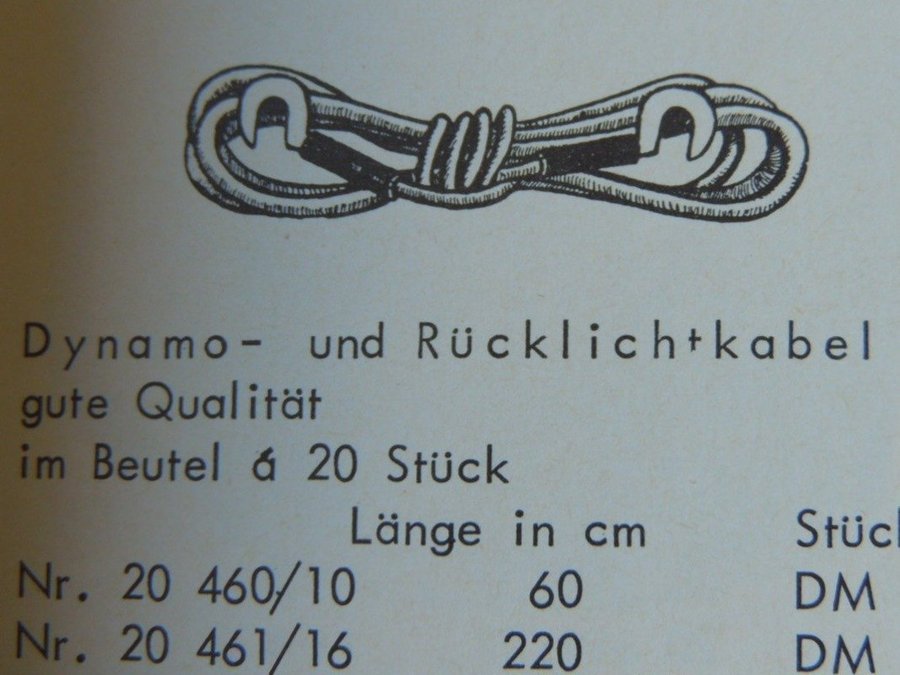 Dynamo- und Rücklichtkabel
gute Qualität
im Beutel á 20 Stück
Länge in cm
Nr. 20 460/10 60 DM
Nr. 20 461/16 220 DM